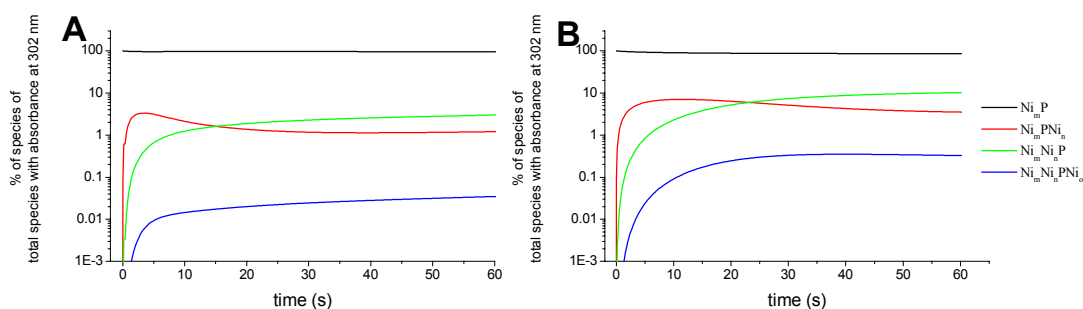 A
% of species of
total species with absorbance at 302 nm
100
10
1
0.1
0.01
1E-3
0 10 20 30 40 50 60
time (s)
B
% of species of
total species with absorbance at 302 nm
100
10
1
0.1
0.01
1E-3
0 10 20 30 40 50 60
time (s)
NimP
NimPNin
NimNinP
NimNinPNio